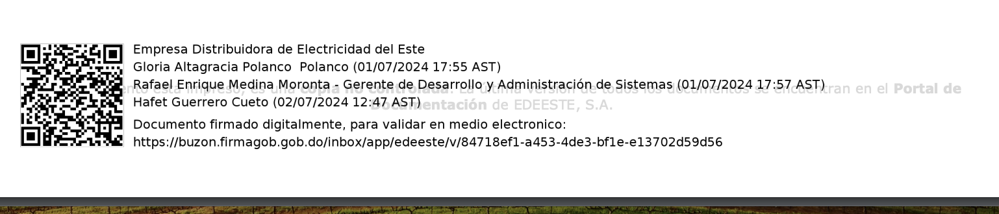 Empresa Distribuidora de Electricidad del Este
Gloria Altagracia Polanco  Polanco (01/07/2024 17:55 AST)
Rafael Enrique Medina Moronta - Gerente de Desarrollo y Administración de Sistemas (01/07/2024 17:57 AST)
está impreso, es una copia no controlada. La última versión de todos los documentos se encuentran en el Portal de
Hafet Guerrero Cueto (02/07/2024 12:47 AST)
Documentación de EDEESTE, S.A.
Documento firmado digitalmente, para validar en medio electronico:
https://buzon.firmagob.gob.do/inbox/app/edeeste/v/84718ef1-a453-4de3-bf1e-e13702d59d56